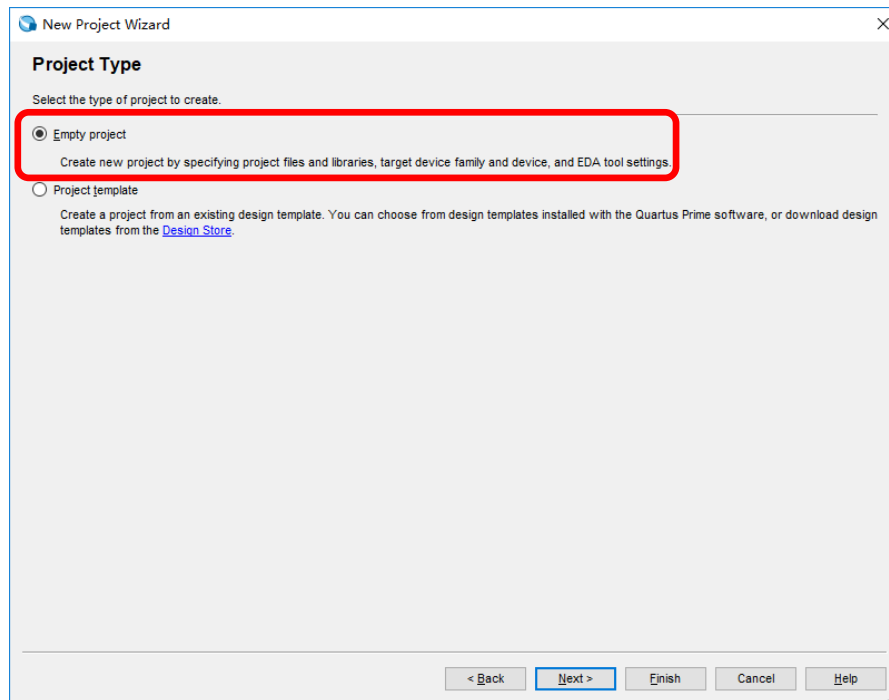 New Project Wizard
Project Type
Select the type of project to create.
Empty project
Create new project by specifying project files and libraries, target device family and device, and EDA tool settings.
Project template
Create a project from an existing design template. You can choose from design templates installed with the Quartus Prime software, or download design
templates from the Design Store.
< Back Next > Finish Cancel Help